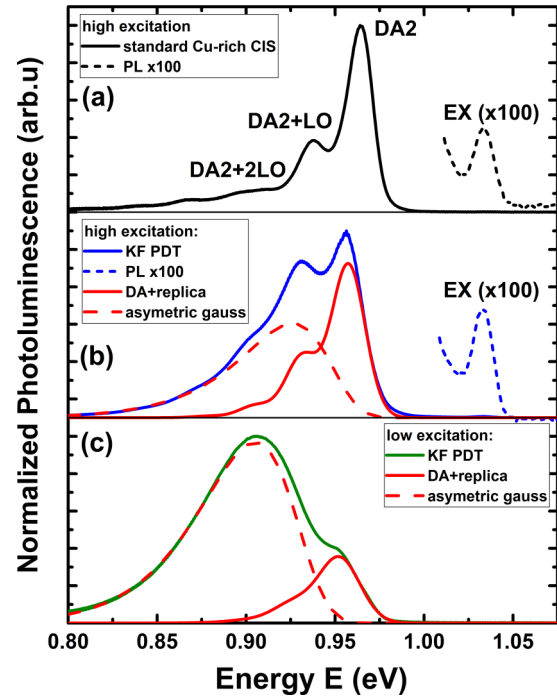 Normalized Photoluminescence (arb.u)
high excitation
standard Cu-rich CIS
PL x100
(a)
DA2
DA2+LO
DA2+2LO
EX (x100)
high excitation:
KF PDT
PL x100
DA+replica
asymetric gauss
(b)
EX (x100)
(c)
low excitation:
KF PDT
DA+replica
asymetric gauss
0.80 0.85 0.90 0.95 1.00 1.05
Energy E (eV)